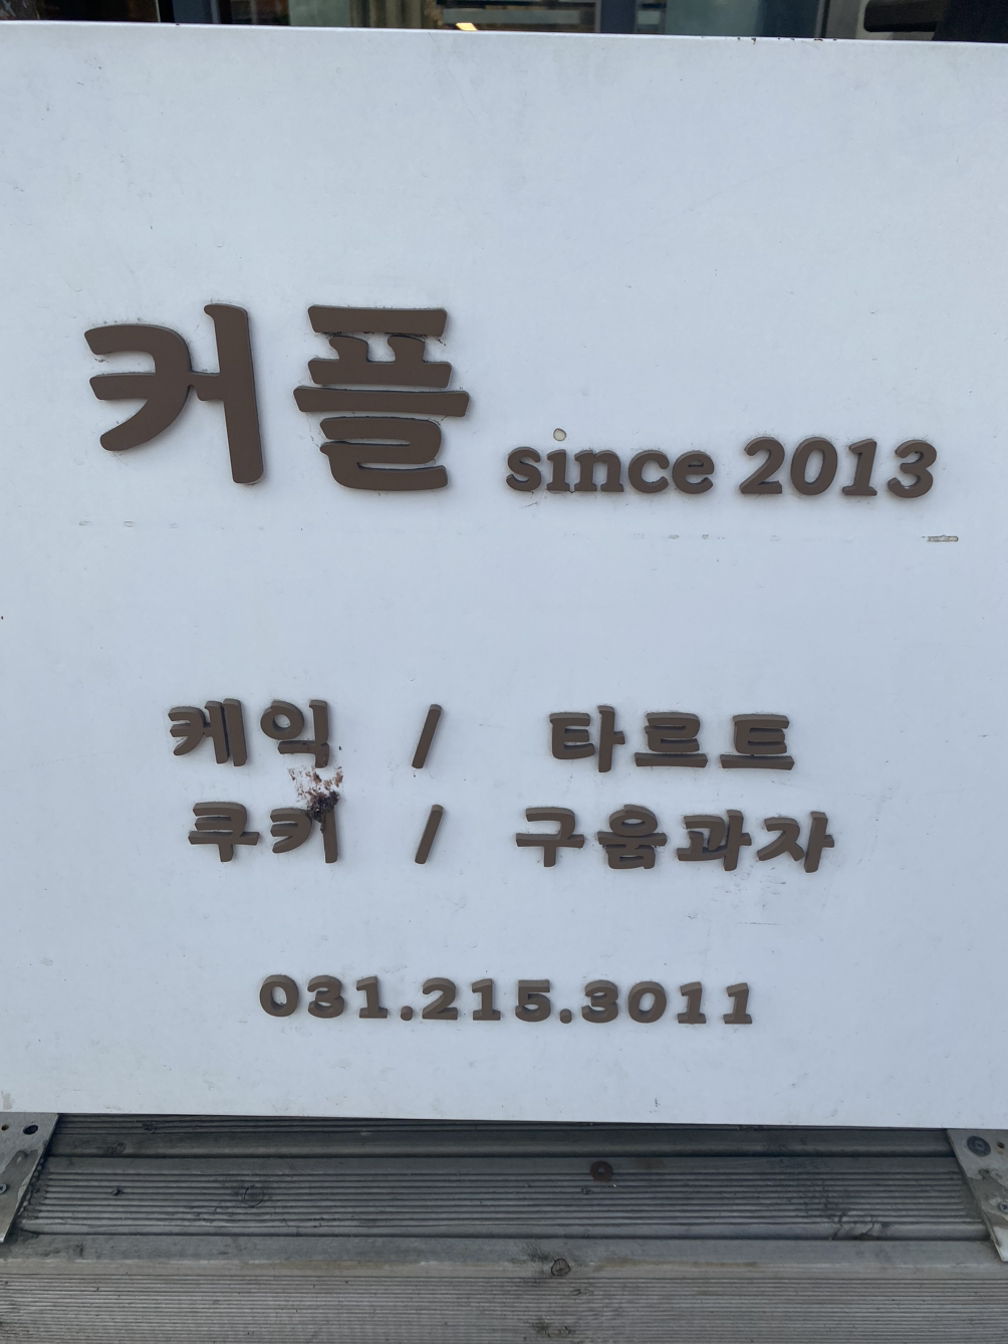 커플 since 2013
케익 / 타르트
쿠키 / 구움과자
031.215.3011